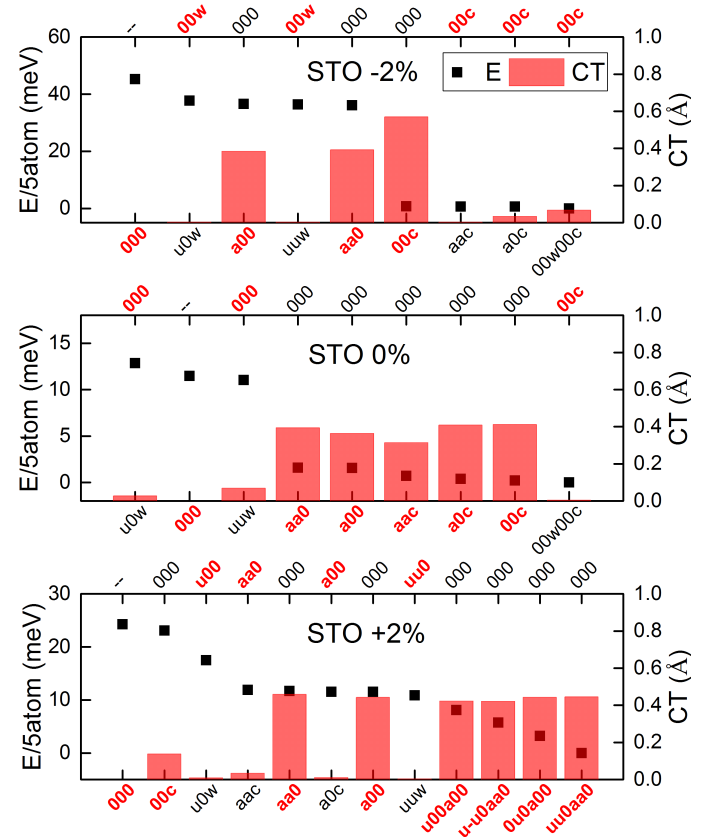 -- 00w 000 00w 000 000 00c 00c 00c
60 1.0
STO -2% E CT
0.8
40
0.6
E/5atom (meV) CT (Å)
20 0.4
0.2
0
0.0
000 u0w a00 uuw aa0 00c aac a0c 00w00c
000 -- 000 000 000 000 000 000 00c
1.0
15
STO 0% 0.8
10
0.6
E/5atom (meV) CT (Å)
5 0.4
0.2
0
0.0
u0w 000 uuw aa0 a00 aac a0c 00c 00w00c
-- 000 u00 aa0 000 a00 000 uu0 000 000 000 000
30 1.0
STO +2%
0.8
20
0.6
E/5atom (meV) CT (Å)
10 0.4
0.2
0
0.0
000 00c u0w aac aa0 a0c a00 uuw u00a00 u-u0aa0 0u0a00 uu0aa0